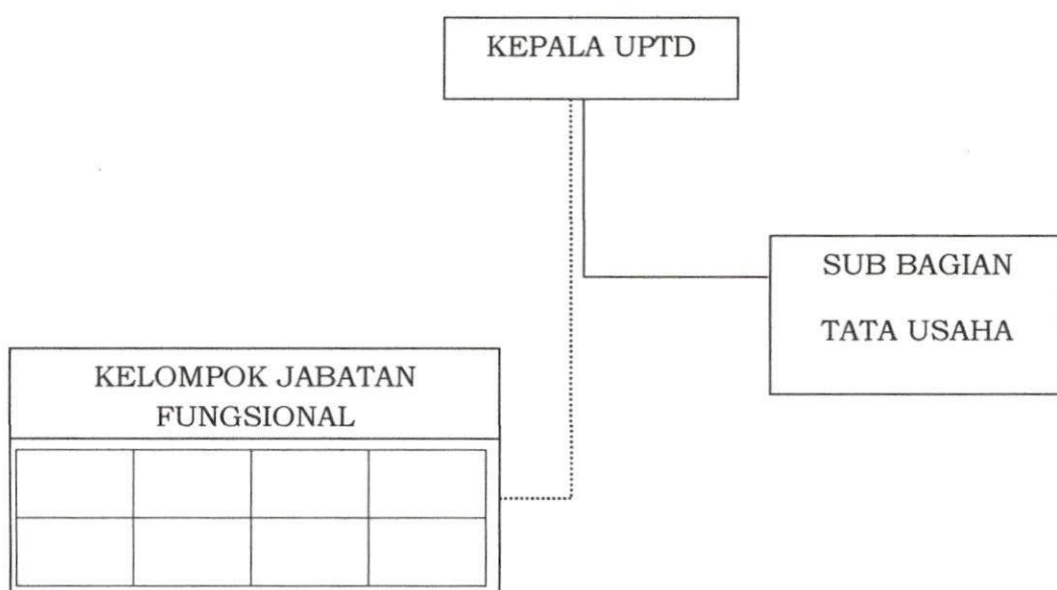 KEPALA UPTD
SUB BAGIAN
TATA USAHA
KELOMPOK JABATAN
FUNGSIONAL